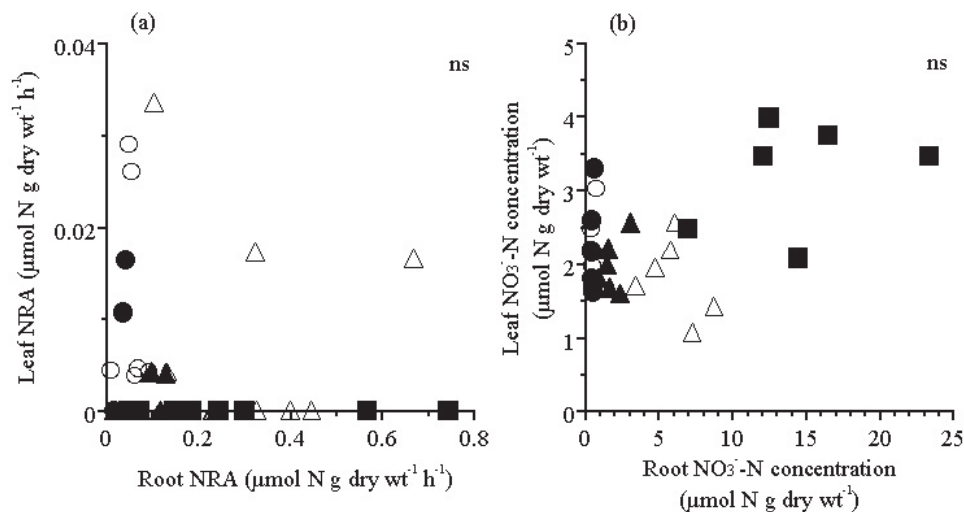 (a)
ns
Leaf NRA (µmol N g dry wt⁻¹ h⁻¹)
0.04
0.02
0
0
0.2
0.4
0.6
0.8
Root NRA (µmol N g dry wt⁻¹ h⁻¹)
(b)
ns
Leaf NO₃⁻-N concentration
(µmol N g dry wt⁻¹)
5
4
3
2
1
0
0
5
10
15
20
25
Root NO₃⁻-N concentration
(µmol N g dry wt⁻¹)